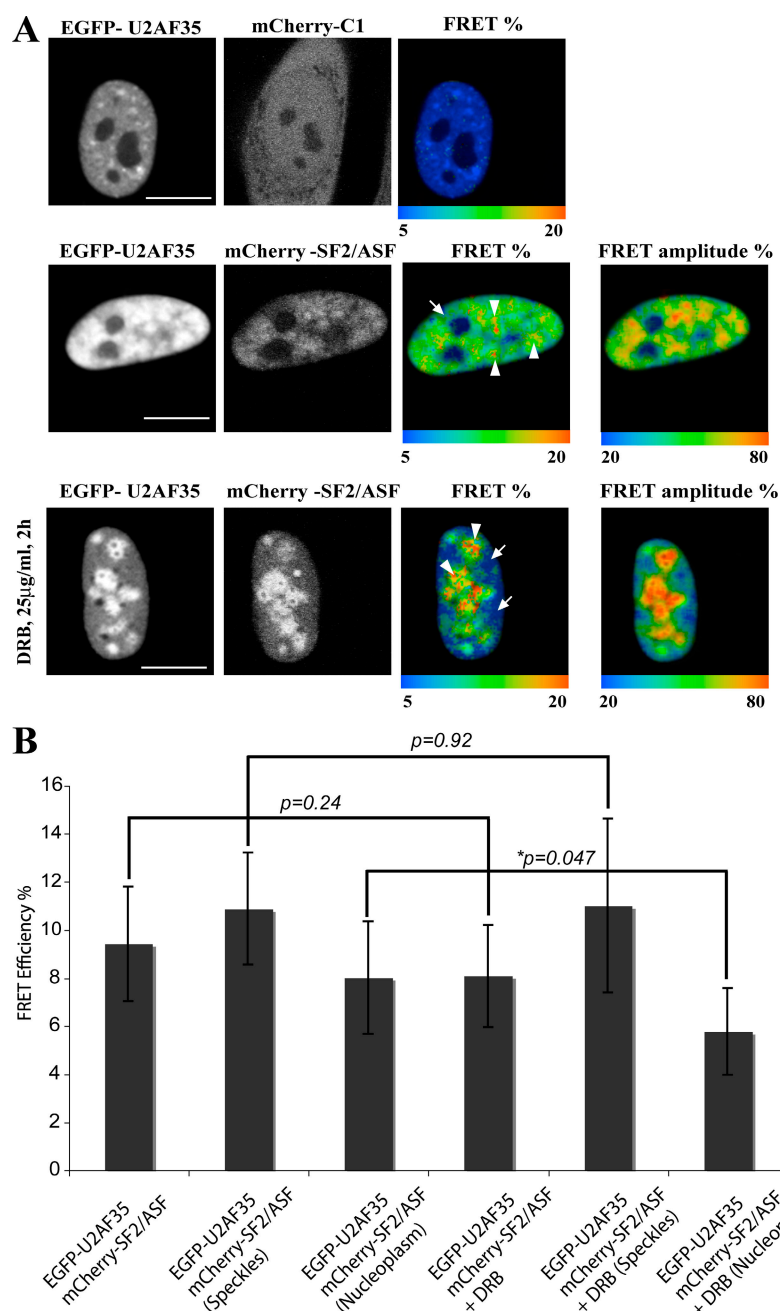 A
EGFP- U2AF35 mCherry-C1 FRET %
5 20
EGFP-U2AF35 mCherry -SF2/ASF FRET % FRET amplitude %
5 20 20 80
EGFP- U2AF35 mCherry -SF2/ASF FRET % FRET amplitude %
DRB, 25μg/ml, 2h
5 20 20 80
B
p=0.92
p=0.24
*p=0.047
FRET Efficiency %
16
14
12
10
8
6
4
2
0
EGFP-U2AF35
mCherry-SF2/ASF
EGFP-U2AF35
mCherry-SF2/ASF
(Speckles)
EGFP-U2AF35
mCherry-SF2/ASF
(Nucleoplasm)
EGFP-U2AF35
mCherry-SF2/ASF
+ DRB
EGFP-U2AF35
mCherry-SF2/ASF
+ DRB (Speckles)
EGFP-U2AF35
mCherry-SF2/ASF
+ DRB